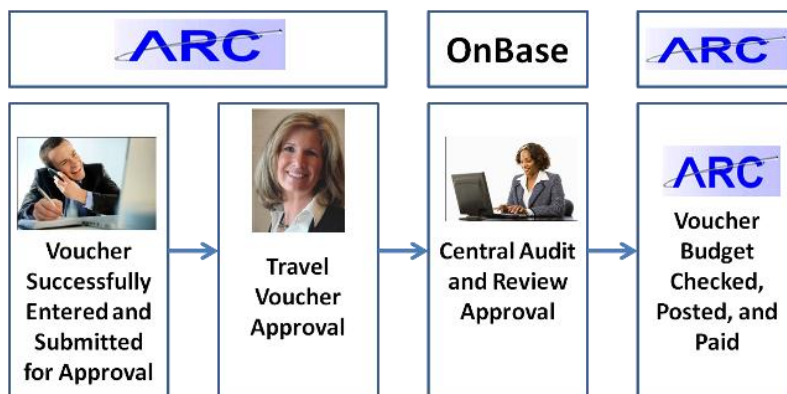 ARC
OnBase
ARC
Voucher
Successfully
Entered and
Submitted
for Approval
Travel
Voucher
Approval
Central Audit
and Review
Approval
ARC
Voucher
Budget
Checked,
Posted, and
Paid